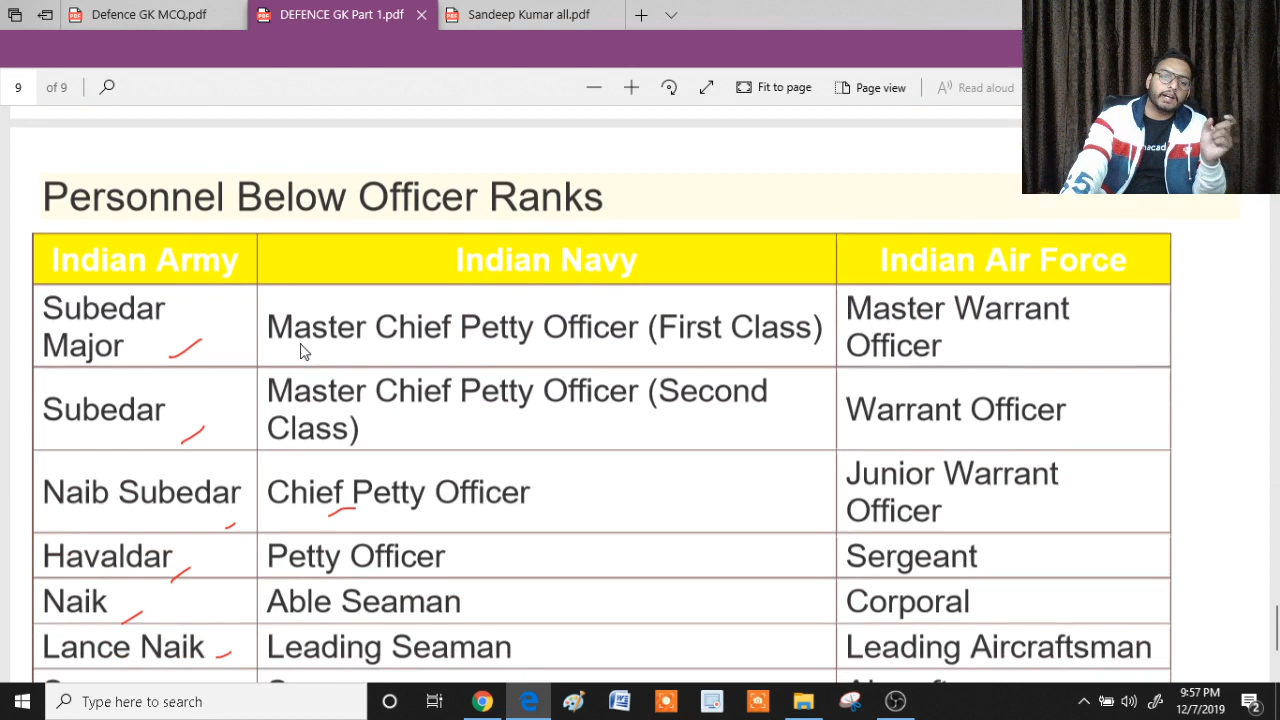 Defence GK MCQ.pdf
DEFENCE GK Part 1.pdf
Sandeep Kumar all.pdf
9 of 9
Fit to page
Page view
Read aloud
Personnel Below Officer Ranks
Indian Army
Indian Navy
Indian Air Force
Subedar
Major
Master Chief Petty Officer (First Class)
Master Warrant
Officer
Subedar
Master Chief Petty Officer (Second
Class)
Warrant Officer
Naib Subedar
Chief Petty Officer
Junior Warrant
Officer
Havaldar
Petty Officer
Sergeant
Naik
Able Seaman
Corporal
Lance Naik
Leading Seaman
Leading Aircraftsman
Type here to search
9:57 PM
12/7/2019
2